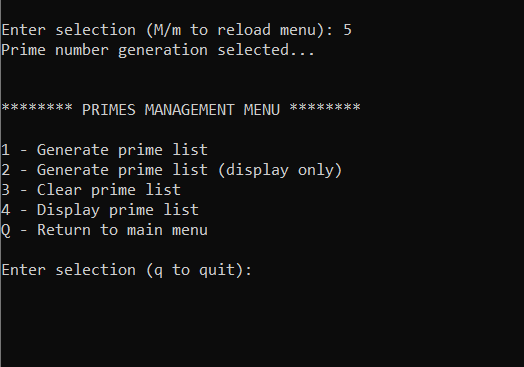 Enter selection (M/m to reload menu): 5
Prime number generation selected...
******** PRIMES MANAGEMENT MENU ********
1 - Generate prime list
2 - Generate prime list (display only)
3 - Clear prime list
4 - Display prime list
Q - Return to main menu
Enter selection (q to quit):